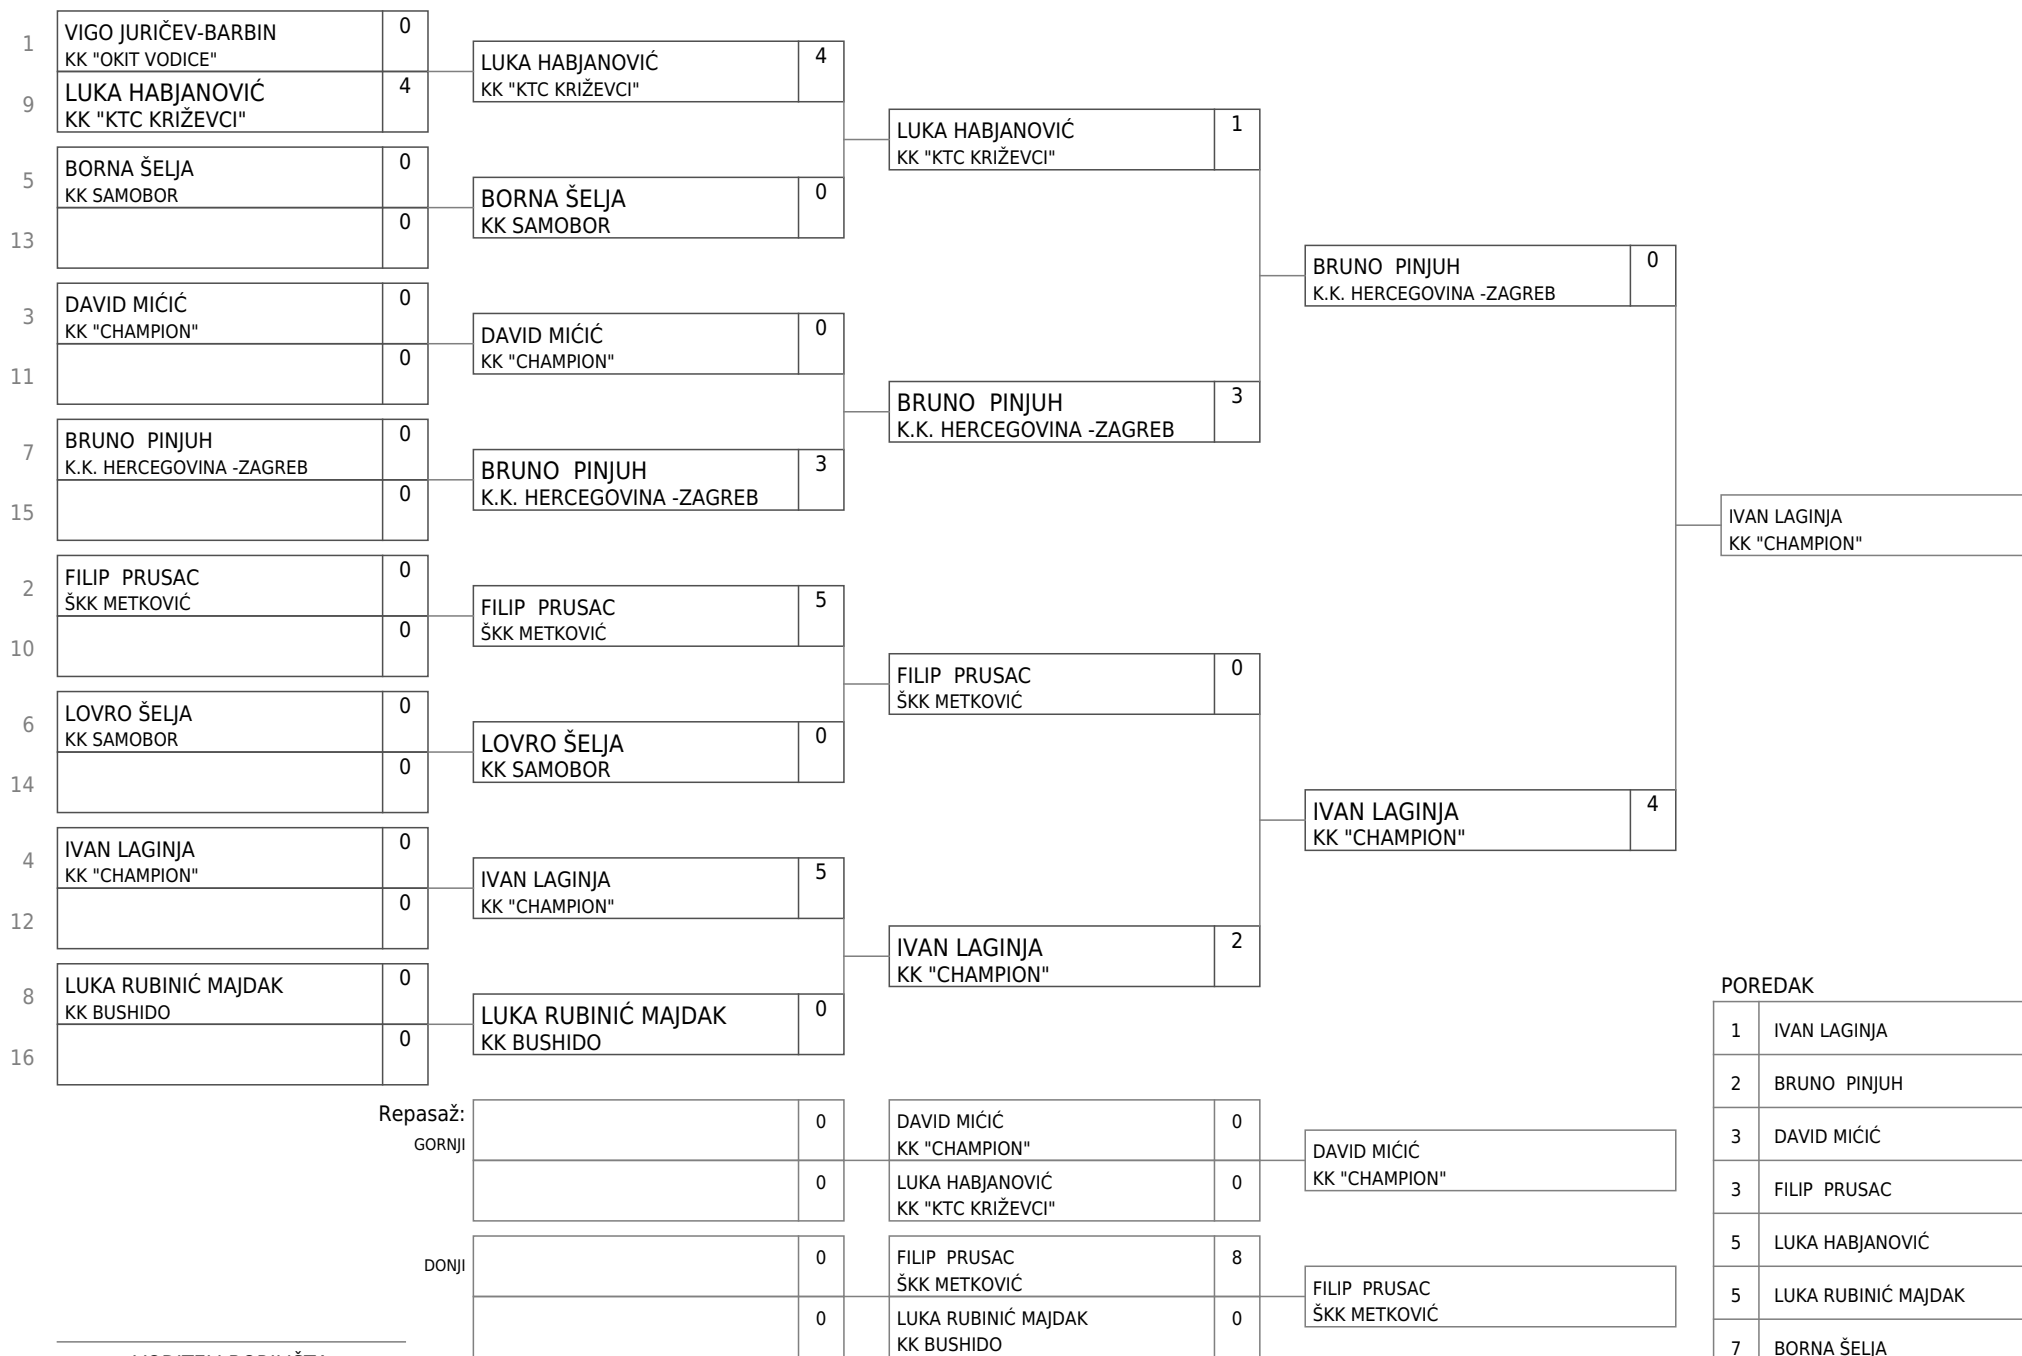 1
VIGO JURIČEV-BARBIN
KK "OKIT VODICE"
0
9
LUKA HABJANOVIĆ
KK "KTC KRIŽEVCI"
4
5
BORNA ŠELJA
KK SAMOBOR
0
13
0
3
DAVID MIĆIĆ
KK "CHAMPION"
0
11
0
7
BRUNO PINJUH
K.K. HERCEGOVINA -ZAGREB
0
15
0
2
FILIP PRUSAC
ŠKK METKOVIĆ
0
10
0
6
LOVRO ŠELJA
KK SAMOBOR
0
14
0
4
IVAN LAGINJA
KK "CHAMPION"
0
12
0
8
LUKA RUBINIĆ MAJDAK
KK BUSHIDO
0
16
0
LUKA HABJANOVIĆ
KK "KTC KRIŽEVCI"
4
BORNA ŠELJA
KK SAMOBOR
0
DAVID MIĆIĆ
KK "CHAMPION"
0
BRUNO PINJUH
K.K. HERCEGOVINA -ZAGREB
3
FILIP PRUSAC
ŠKK METKOVIĆ
5
LOVRO ŠELJA
KK SAMOBOR
0
IVAN LAGINJA
KK "CHAMPION"
5
LUKA RUBINIĆ MAJDAK
KK BUSHIDO
0
LUKA HABJANOVIĆ
KK "KTC KRIŽEVCI"
1
BRUNO PINJUH
K.K. HERCEGOVINA -ZAGREB
3
FILIP PRUSAC
ŠKK METKOVIĆ
0
IVAN LAGINJA
KK "CHAMPION"
2
BRUNO PINJUH
K.K. HERCEGOVINA -ZAGREB
0
IVAN LAGINJA
KK "CHAMPION"
4
IVAN LAGINJA
KK "CHAMPION"
Repasaž:
GORNJI
0
0
DAVID MIĆIĆ
KK "CHAMPION"
0
LUKA HABJANOVIĆ
KK "KTC KRIŽEVCI"
0
DAVID MIĆIĆ
KK "CHAMPION"
DONJI
0
0
FILIP PRUSAC
ŠKK METKOVIĆ
8
LUKA RUBINIĆ MAJDAK
KK BUSHIDO
0
FILIP PRUSAC
ŠKK METKOVIĆ
POREDAK
1 IVAN LAGINJA
2 BRUNO PINJUH
3 DAVID MIĆIĆ
3 FILIP PRUSAC
5 LUKA HABJANOVIĆ
5 LUKA RUBINIĆ MAJDAK
7 BORNA ŠELJA